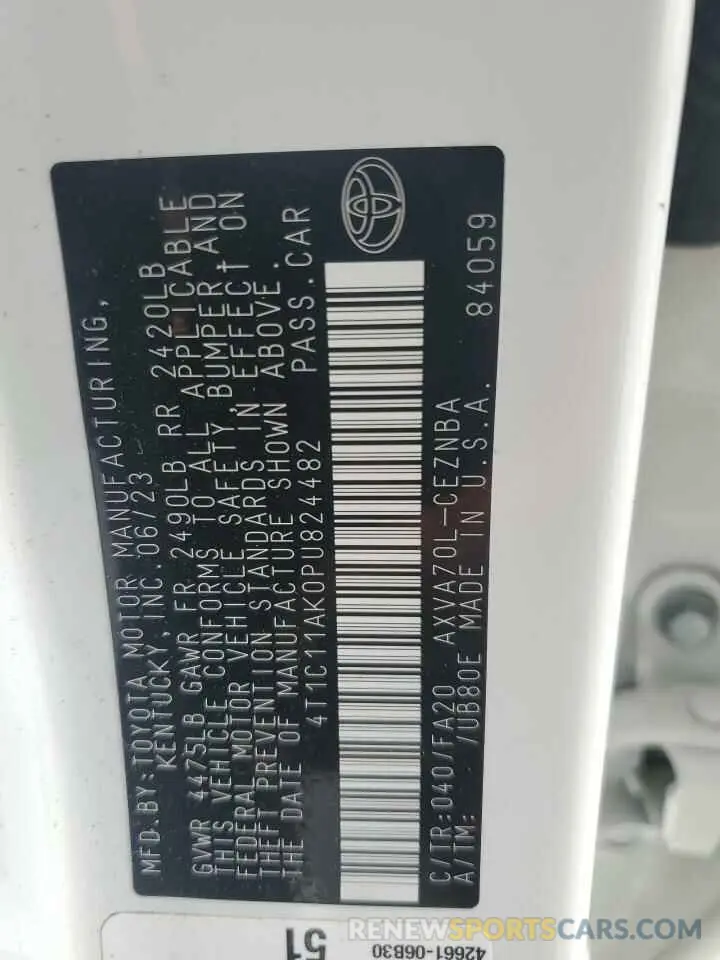 MFD.BY:TOYOTA MOTOR MANUFACTURING,
KENTUCKY,INC.06/23
GVWR 4475LB GAWR FR 2490LB RR 2420LB
THIS VEHICLE CONFORMS TO ALL APPLICABLE
FEDERAL MOTOR VEHICLE SAFETY, BUMPER AND
THEFT PREVENTION STANDARDS IN EFFECT ON
THE DATE OF MANUFACTURE SHOWN ABOVE.
4T1C11AK0PU824482 PASS.CAR
C/TR:040/FA20 AXVA70L-CEZNBA
A/TM: /UB80E MADE IN U.S.A. 84059
51
42661-06B30
RENEWSPORTSCARS.COM